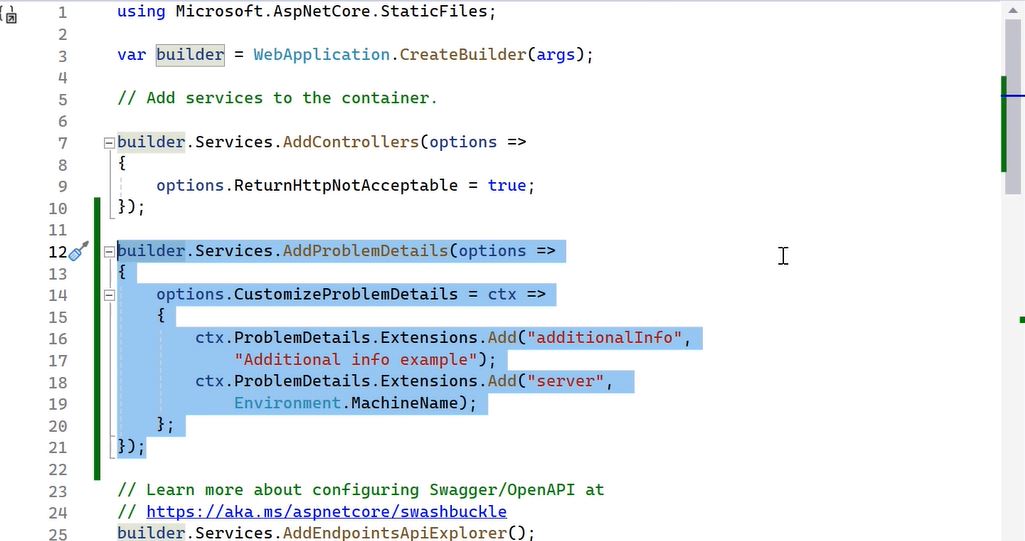 1 using Microsoft.AspNetCore.StaticFiles;
2
3 var builder = WebApplication.CreateBuilder(args);
4
5 // Add services to the container.
6
7 builder.Services.AddControllers(options =>
8 {
9 options.ReturnHttpNotAcceptable = true;
10 });
11
12 builder.Services.AddProblemDetails(options =>
13 {
14 options.CustomizeProblemDetails = ctx =>
15 {
16 ctx.ProblemDetails.Extensions.Add("additionalInfo",
17 "Additional info example");
18 ctx.ProblemDetails.Extensions.Add("server",
19 Environment.MachineName);
20 };
21 });
22
23 // Learn more about configuring Swagger/OpenAPI at
24 // https://aka.ms/aspnetcore/swashbuckle
25 builder.Services.AddEndpointsApiExplorer();